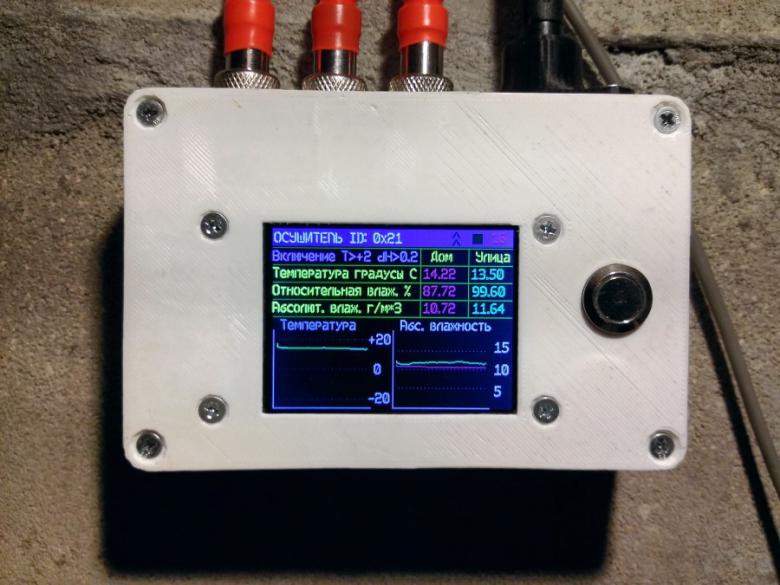 ОСУШИТЕЛЬ ID: 0x21
Включение T>+2 dH>0.2 Дом Улица
Температура градусы С 14.22 13.50
Относительная влаж. % 87.72 99.60
Абсолют. влаж. г/м^3 10.72 11.64
Температура Абс. влажность
+20 15
0 10
-20 5